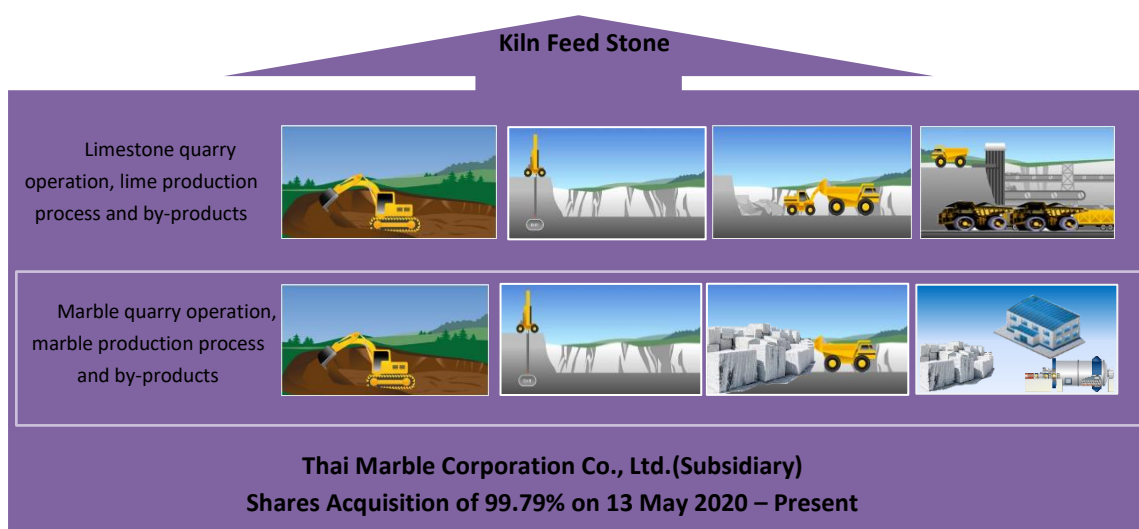 Kiln Feed Stone
Limestone quarry
operation, lime production
process and by-products
Marble quarry operation,
marble production process
and by-products
Thai Marble Corporation Co., Ltd.(Subsidiary)
Shares Acquisition of 99.79% on 13 May 2020 – Present